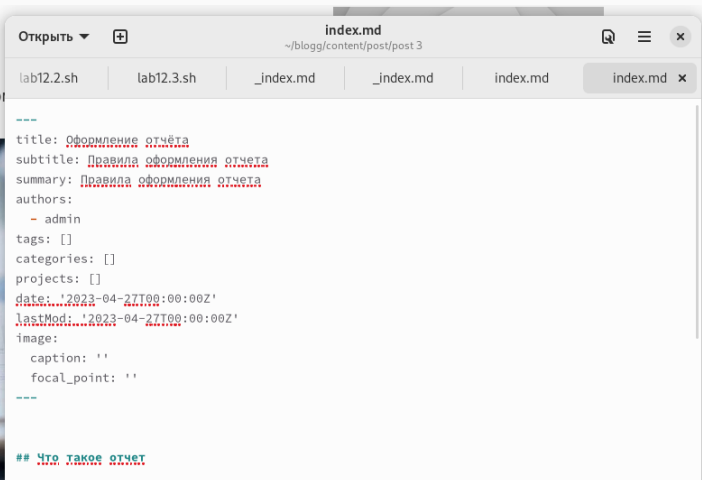 index.md
Открыть
~/blogg/content/post/post 3
lab12.2.sh
lab12.3.sh
_index.md
_index.md
index.md
index.md
---
title: Оформление отчёта
subtitle: Правила оформления отчета
summary: Правила оформления отчета
authors:
  - admin
tags: []
categories: []
projects: []
date: '2023-04-27T00:00:00Z'
lastMod: '2023-04-27T00:00:00Z'
image:
  caption: ''
  focal_point: ''
---
## Что такое отчет